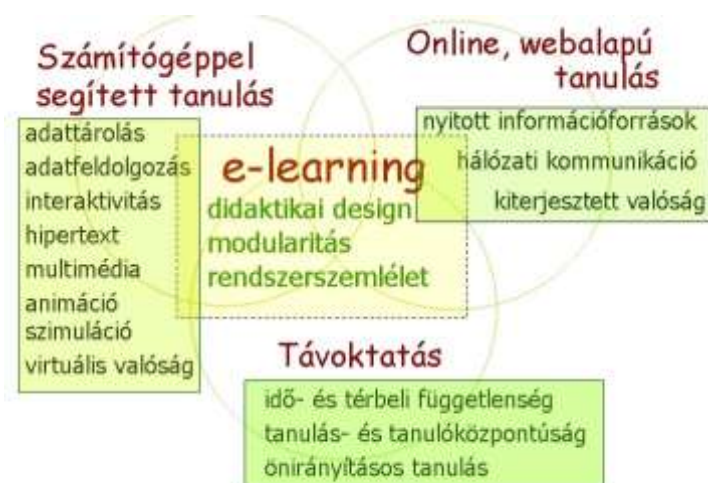 Számítógéppel
segített tanulás
adattárolás
adatfeldolgozás
interaktivitás
hipertext
multimédia
animáció
szimuláció
virtuális valóság
Online, webalapú
tanulás
nyitott információforrások
hálózati kommunikáció
kiterjesztett valóság
e-learning
didaktikai design
modularitás
rendszerszemlélet
Távoktatás
idő- és térbeli függetlenség
tanulás- és tanulóközpontúság
önirányításos tanulás